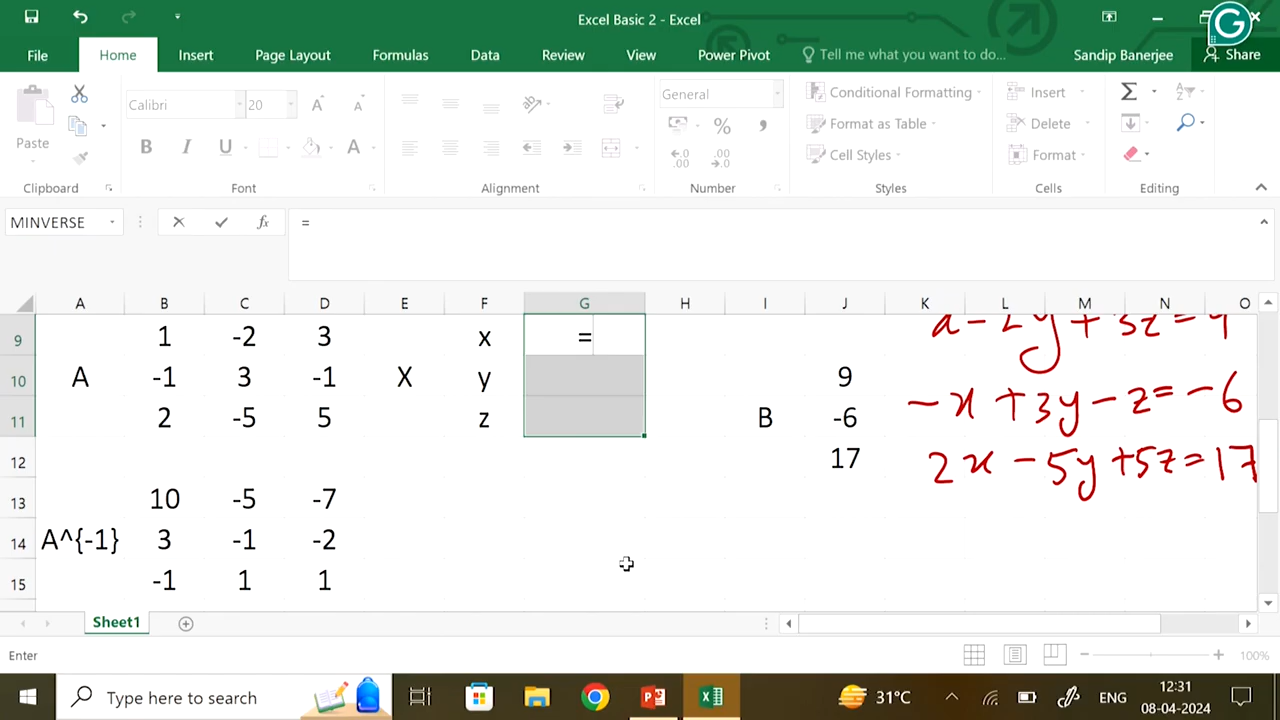 Excel Basic 2 - Excel
File Home Insert Page Layout Formulas Data Review View Power Pivot Tell me what you want to do... Sandip Banerjee Share
Paste
Calibri 20
General
Conditional Formatting
Format as Table
Cell Styles
Insert
Delete
Format
Clipboard Font Alignment Number Styles Cells Editing
MINVERSE fx =
A B C D E F G H I J K L M N O
9 1 -2 3 x =
10 A -1 3 -1 X y 9
11 2 -5 5 z B -6
12 17
13 10 -5 -7
14 A^{-1} 3 -1 -2
15 -1 1 1
-x + 3y - z = -6
2x - 5y + 5z = 17
Sheet1
Enter 100%
Type here to search 31°C ENG 12:31
08-04-2024